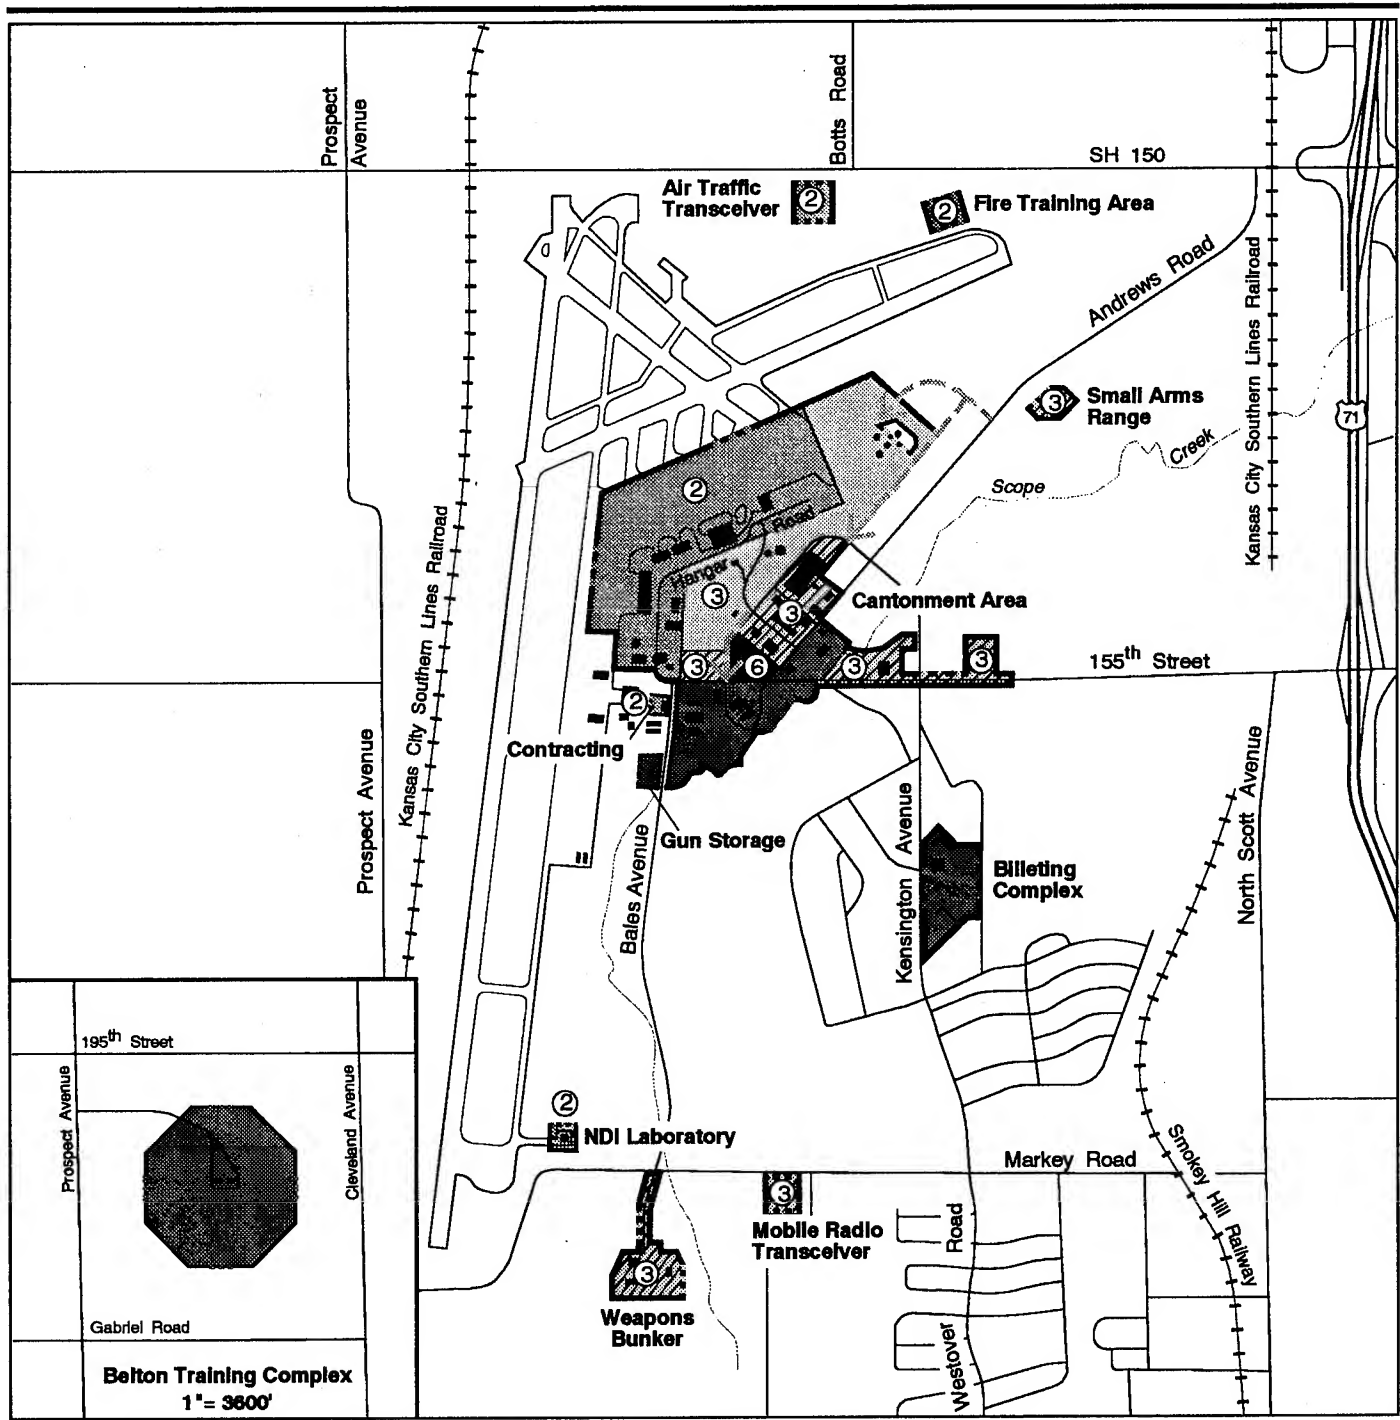 Prospect
Avenue
Botts Road
SH 150
Air Traffic
Transceiver
2
2
Fire Training Area
Andrews Road
Kansas City Southern Lines Railroad
3
Small Arms
Range
71
Creek
Scope
2
Road
Hangar
3
3
Cantonment Area
Kansas City Southern Lines Railroad
3
6
3
3
155th Street
2
Contracting
Prospect Avenue
Gun Storage
Bales Avenue
Kensington Avenue
Billeting
Complex
North Scott Avenue
195th Street
Prospect Avenue
Cleveland Avenue
Gabriel Road
Belton Training Complex
1"= 3600'
2
NDI Laboratory
Markey Road
Smokey Hill Railway
3
Mobile Radio
Transceiver
3
Weapons
Bunker
Westover Road